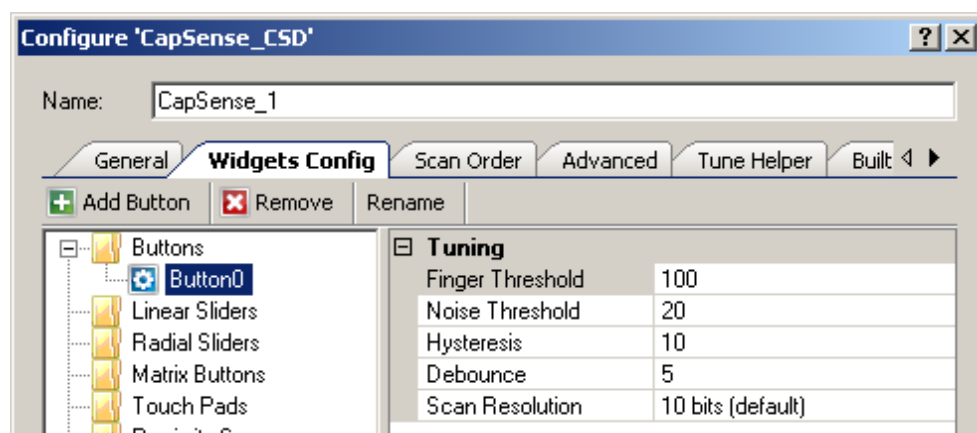 Configure 'CapSense_CSD'
Name: CapSense_1
General Widgets Config Scan Order Advanced Tune Helper Built
Add Button Remove Rename
Buttons
Button0
Linear Sliders
Radial Sliders
Matrix Buttons
Touch Pads
Tuning
Finger Threshold 100
Noise Threshold 20
Hysteresis 10
Debounce 5
Scan Resolution 10 bits (default)